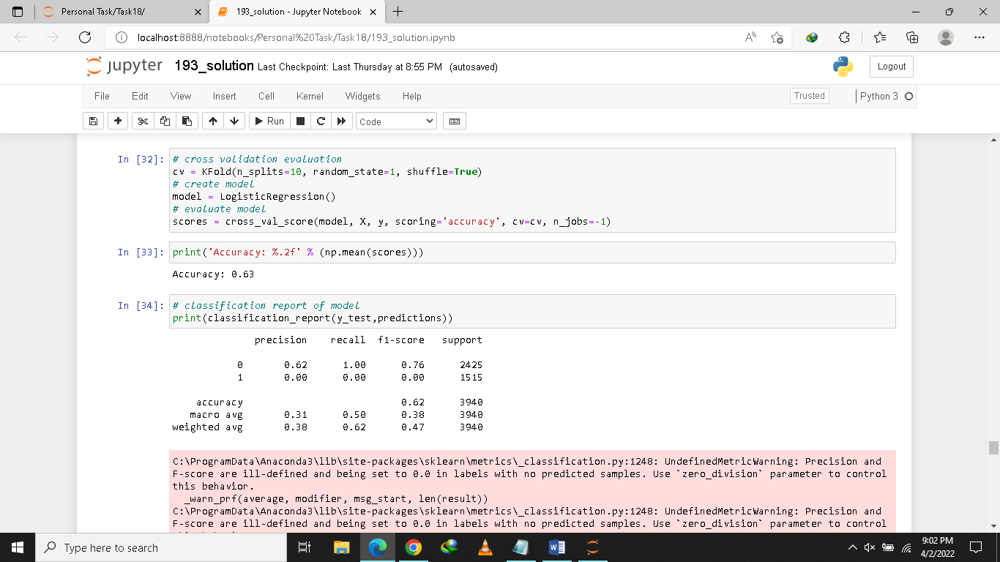 Personal Task/Task18/
193_solution - Jupyter Notebook
localhost:8888/notebooks/Personal%20Task/Task18/193_solution.ipynb
jupyter 193_solution Last Checkpoint: Last Thursday at 8:55 PM (autosaved)
Logout
File Edit View Insert Cell Kernel Widgets Help
Trusted
Python 3
Run
Code
In [32]:
# cross validation evaluation
cv = KFold(n_splits=10, random_state=1, shuffle=True)
# create model
model = LogisticRegression()
# evaluate model
scores = cross_val_score(model, X, y, scoring='accuracy', cv=cv, n_jobs=-1)
In [33]:
print('Accuracy: %.2f' % (np.mean(scores)))
Accuracy: 0.63
In [34]:
# classification report of model
print(classification_report(y_test,predictions))
precision recall f1-score support
0 0.62 1.00 0.76 2425
1 0.00 0.00 0.00 1515
accuracy 0.62 3940
macro avg 0.31 0.50 0.38 3940
weighted avg 0.38 0.62 0.47 3940
C:\ProgramData\Anaconda3\lib\site-packages\sklearn\metrics\_classification.py:1248: UndefinedMetricWarning: Precision and
F-score are ill-defined and being set to 0.0 in labels with no predicted samples. Use `zero_division` parameter to control
this behavior.
_warn_prf(average, modifier, msg_start, len(result))
C:\ProgramData\Anaconda3\lib\site-packages\sklearn\metrics\_classification.py:1248: UndefinedMetricWarning: Precision and
F-score are ill-defined and being set to 0.0 in labels with no predicted samples. Use `zero_division` parameter to control
Type here to search
9:02 PM
4/2/2022